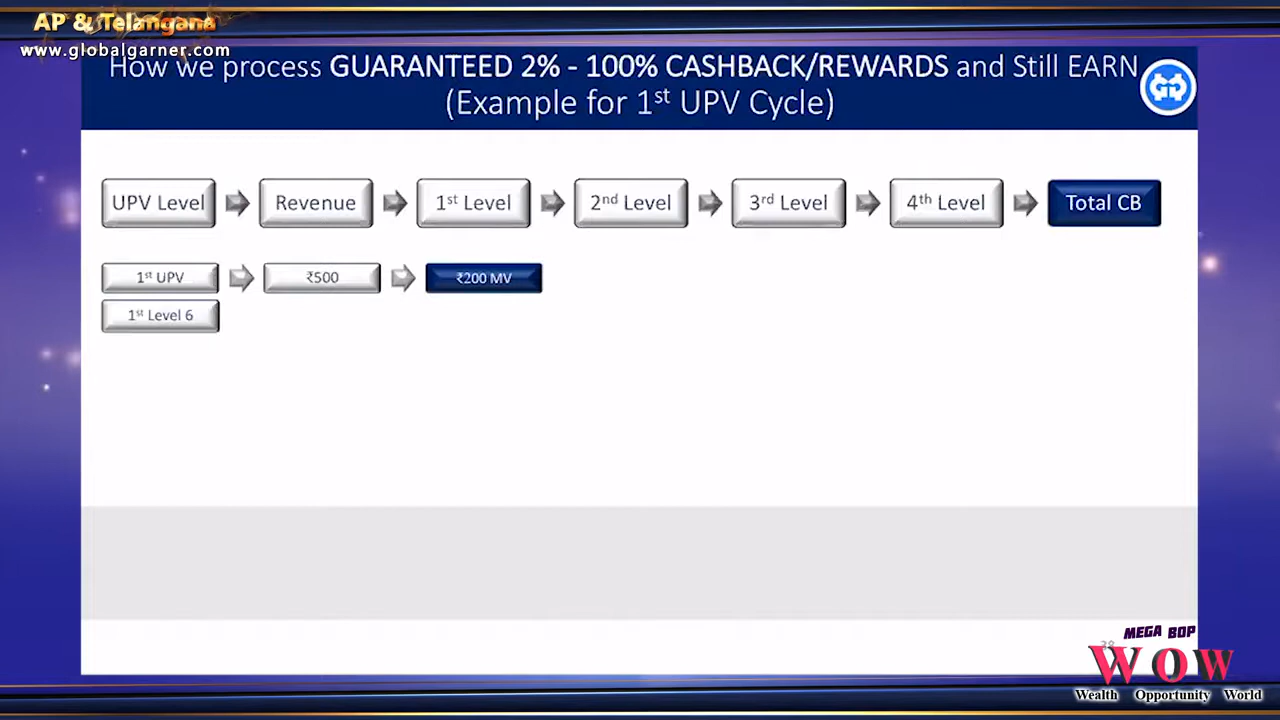 AP & Telangana
www.globalgarner.com
How we process GUARANTEED 2% - 100% CASHBACK/REWARDS and Still EARN
(Example for 1st UPV Cycle)
UPV Level
Revenue
1st Level
2nd Level
3rd Level
4th Level
Total CB
1st UPV
₹500
₹200 MV
1st Level 6
MEGA BOP
WOW
Wealth Opportunity World